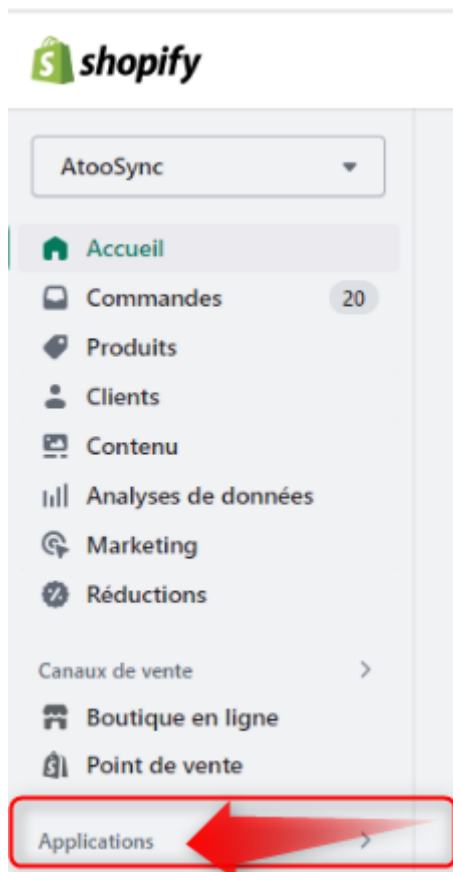 shopify
AtooSync
Accueil
Commandes 20
Produits
Clients
Contenu
Analyses de données
Marketing
Réductions
Canaux de vente
Boutique en ligne
Point de vente
Applications